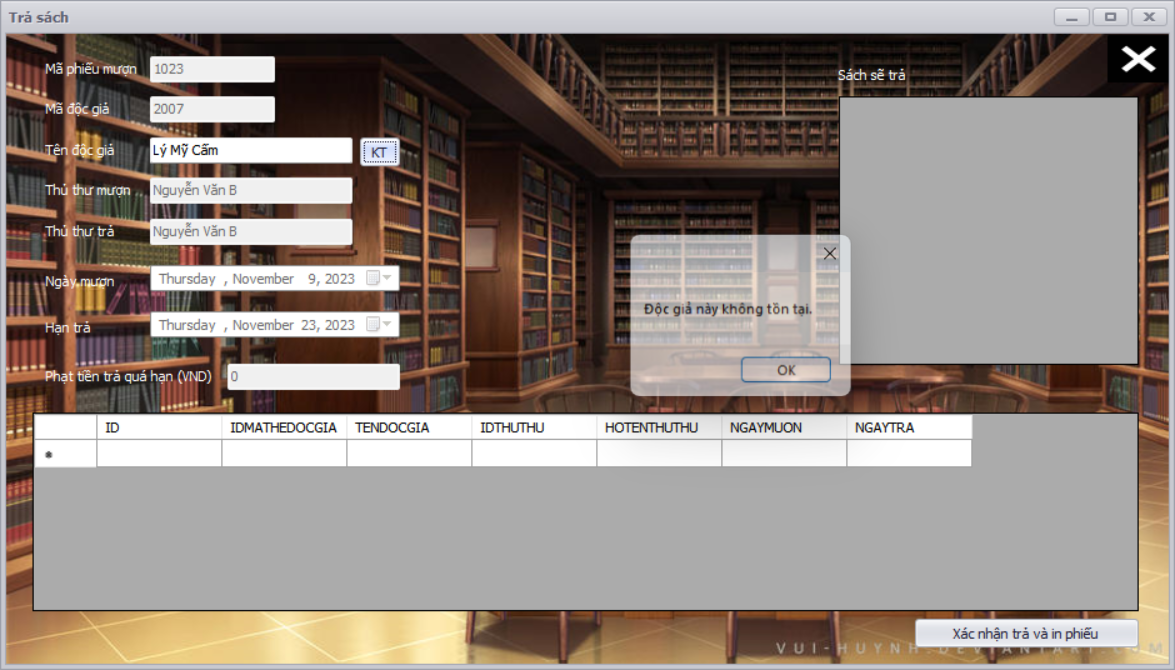 Trả sách
Mã phiếu mượn 1023
Sách sẽ trả
Mã độc giả 2007
Tên độc giả Lý Mỹ Cấm KT
Thủ thư mượn Nguyễn Văn B
Thủ thư trả Nguyễn Văn B
Ngày mượn Thursday , November 9, 2023
Hạn trả Thursday , November 23, 2023
Phạt tiền trả quá hạn (VND) 0
Độc giả này không tồn tại.
OK
ID IDMATHEDOCGIA TENDOCGIA IDTHUTHU HOTENTHUTHU NGAYMUON NGAYTRA
Xác nhận trả và in phiếu
VUI-HUYNH.DEVIANTART.COM